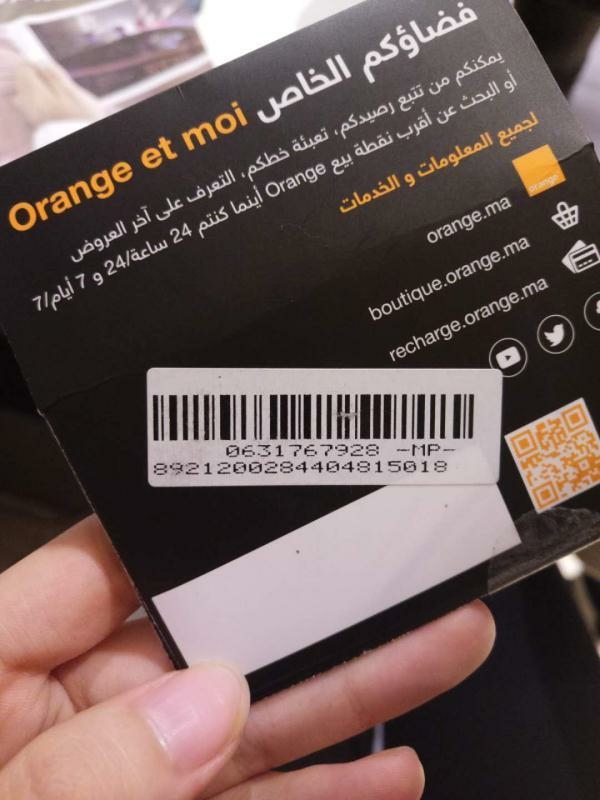 فضاؤكم الخاص Orange et moi
يمكنكم من تتبع رصيدكم، تعبئة خطكم، التعرف على آخر العروض
أو البحث عن أقرب نقطة بيع Orange أينما كنتم 24 ساعة/24 و 7 أيام/7
لجميع المعلومات و الخدمات
orange
orange.ma
boutique.orange.ma
recharge.orange.ma
0631767928 -MP-
8921200284404815018